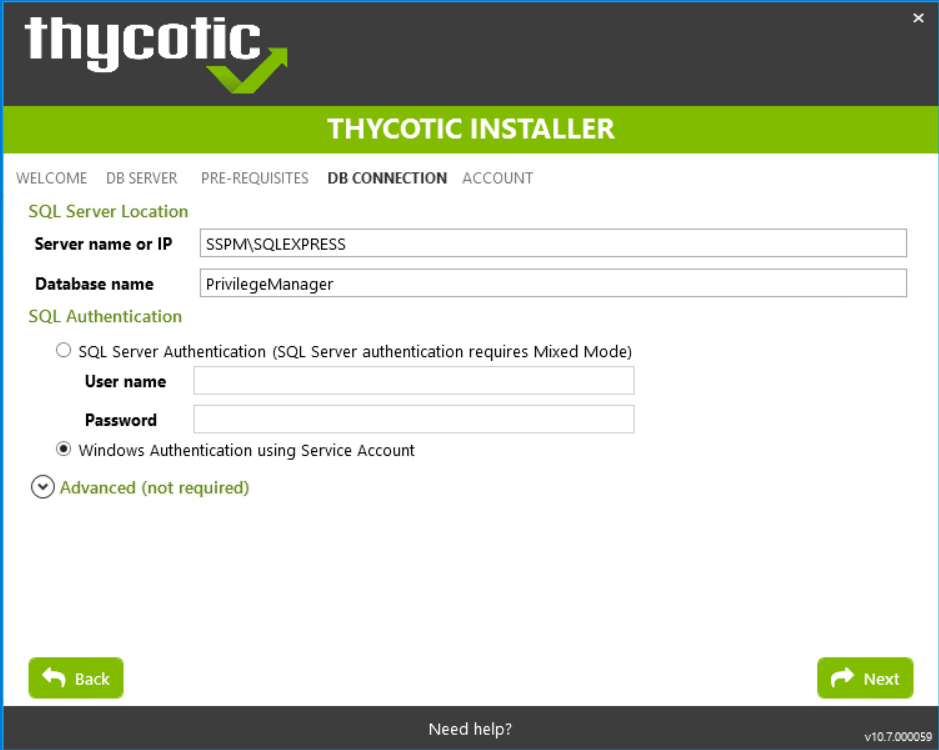 thycotic
THYCOTIC INSTALLER
WELCOME DB SERVER PRE-REQUISITES DB CONNECTION ACCOUNT
SQL Server Location
Server name or IP SSPM\SQLEXPRESS
Database name PrivilegeManager
SQL Authentication
SQL Server Authentication (SQL Server authentication requires Mixed Mode)
User name
Password
Windows Authentication using Service Account
Advanced (not required)
Back Next
Need help?
v10.7.000059